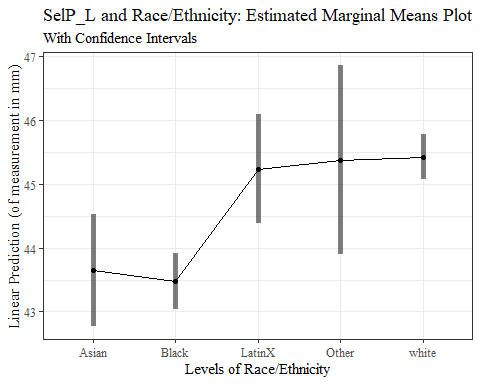 SelP_L and Race/Ethnicity: Estimated Marginal Means Plot
With Confidence Intervals
Linear Prediction (of measurement in mm)
47
46
45
44
43
Asian Black LatinX Other white
Levels of Race/Ethnicity